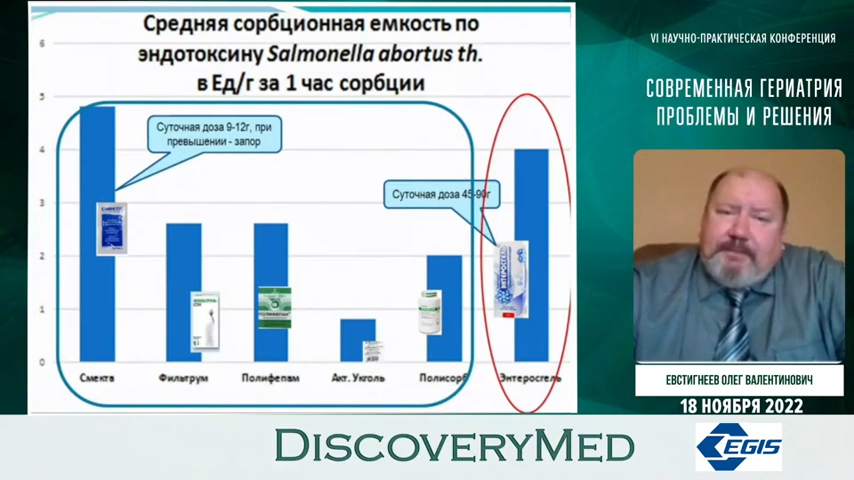 Средняя сорбционная емкость по
эндотоксину Salmonella abortus th.
в Ед/г за 1 час сорбции
6
5
4
3
2
1
0
Суточная доза 9-12г, при
превышении - запор
Суточная доза 45-90г
Смекта
Фильтрум
Полифепам
Акт. Укголь
Полисорб
Энтеросгель
VI НАУЧНО-ПРАКТИЧЕСКАЯ КОНФЕРЕНЦИЯ
СОВРЕМЕННАЯ ГЕРИАТРИЯ
ПРОБЛЕМЫ И РЕШЕНИЯ
ЕВСТИГНЕЕВ ОЛЕГ ВАЛЕНТИНОВИЧ
18 НОЯБРЯ 2022
DISCOVERYMED
EGIS